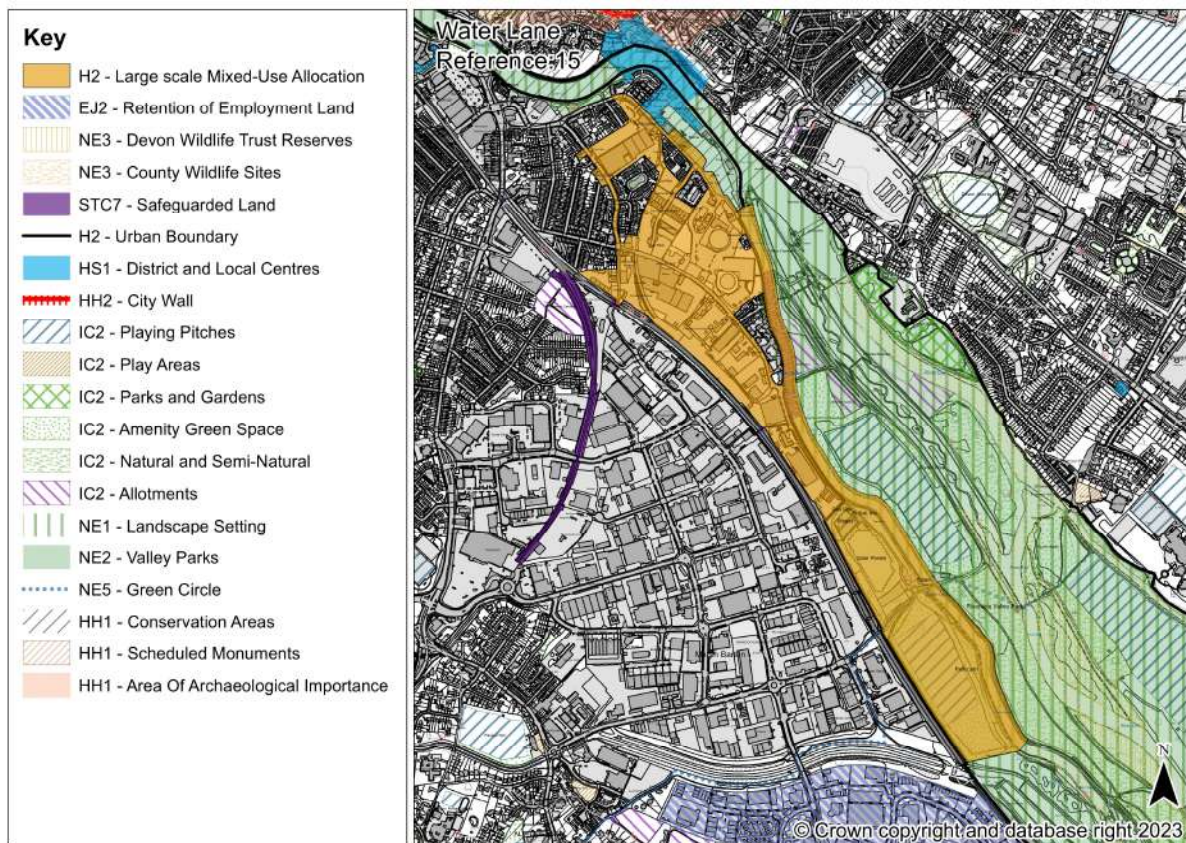 Key
H2 - Large scale Mixed-Use Allocation
EJ2 - Retention of Employment Land
NE3 - Devon Wildlife Trust Reserves
NE3 - County Wildlife Sites
STC7 - Safeguarded Land
H2 - Urban Boundary
HS1 - District and Local Centres
HH2 - City Wall
IC2 - Playing Pitches
IC2 - Play Areas
IC2 - Parks and Gardens
IC2 - Amenity Green Space
IC2 - Natural and Semi-Natural
IC2 - Allotments
NE1 - Landscape Setting
NE2 - Valley Parks
NE5 - Green Circle
HH1 - Conservation Areas
HH1 - Scheduled Monuments
HH1 - Area Of Archaeological Importance
Water Lane
Reference:15
N
© Crown copyright and database right 2023